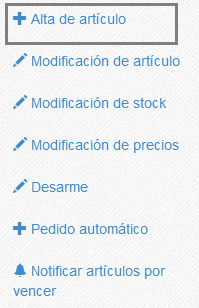 Alta de artículo
Modificación de artículo
Modificación de stock
Modificación de precios
Desarme
Pedido automático
Notificar artículos por
vencer